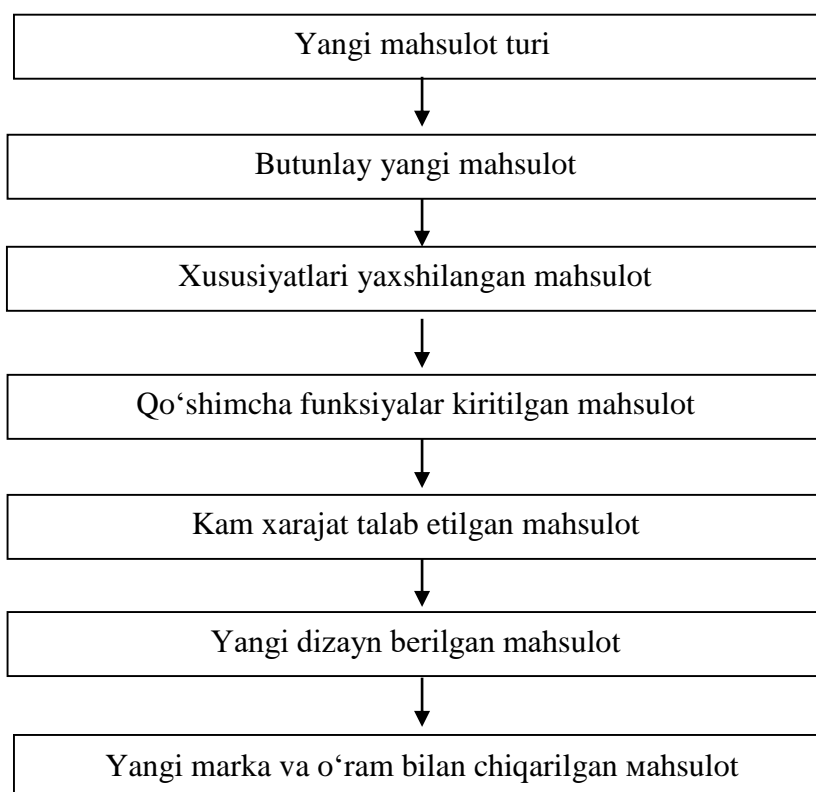 Yangi mahsulot turi
Butunlay yangi mahsulot
Xususiyatlari yaxshilangan mahsulot
Qo‘shimcha funksiyalar kiritilgan mahsulot
Kam xarajat talab etilgan mahsulot
Yangi dizayn berilgan mahsulot
Yangi marka va o‘ram bilan chiqarilgan мahsulot